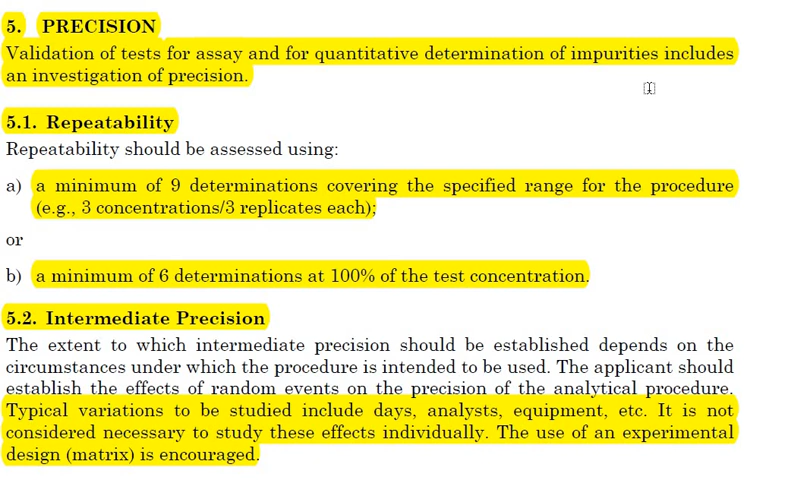 5. PRECISION
Validation of tests for assay and for quantitative determination of impurities includes
an investigation of precision.
5.1. Repeatability
Repeatability should be assessed using:
a) a minimum of 9 determinations covering the specified range for the procedure
(e.g., 3 concentrations/3 replicates each);
or
b) a minimum of 6 determinations at 100% of the test concentration.
5.2. Intermediate Precision
The extent to which intermediate precision should be established depends on the
circumstances under which the procedure is intended to be used. The applicant should
establish the effects of random events on the precision of the analytical procedure.
Typical variations to be studied include days, analysts, equipment, etc. It is not
considered necessary to study these effects individually. The use of an experimental
design (matrix) is encouraged.